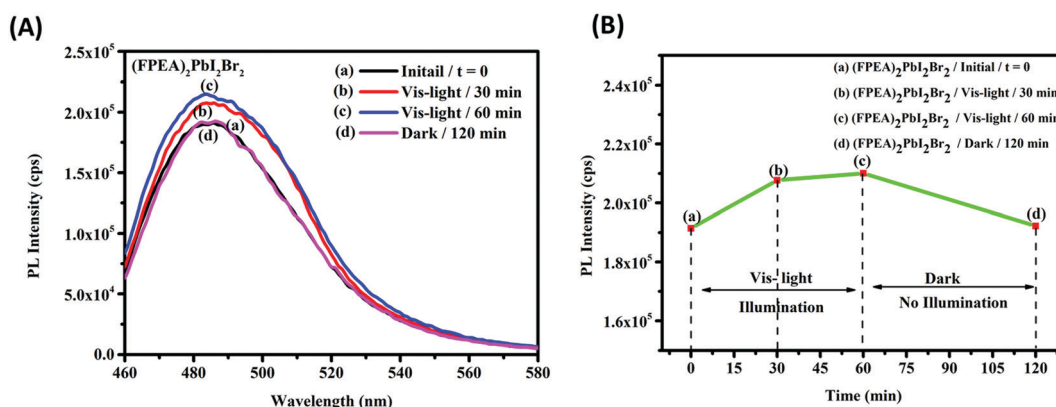 (A)
2.5x10⁵
2.0x10⁵
1.5x10⁵
1.0x10⁵
5.0x10⁴
0.0
PL Intensity (cps)
(FPEA)₂PbI₂Br₂
(a) Initail / t = 0
(b) Vis-light / 30 min
(c) Vis-light / 60 min
(d) Dark / 120 min
(c)
(b)
(a)
(d)
460 480 500 520 540 560 580
Wavelength (nm)
(B)
2.4x10⁵
2.2x10⁵
2.1x10⁵
2.0x10⁵
1.8x10⁵
1.6x10⁵
PL Intensity (cps)
(a) (FPEA)₂PbI₂Br₂ / Initial / t = 0
(b) (FPEA)₂PbI₂Br₂ / Vis-light / 30 min
(c) (FPEA)₂PbI₂Br₂ / Vis-light / 60 min
(d) (FPEA)₂PbI₂Br₂ / Dark / 120 min
(a)
(b)
(c)
(d)
Vis- light
Illumination
Dark
No Illumination
0 15 30 45 60 75 90 105 120
Time (min)